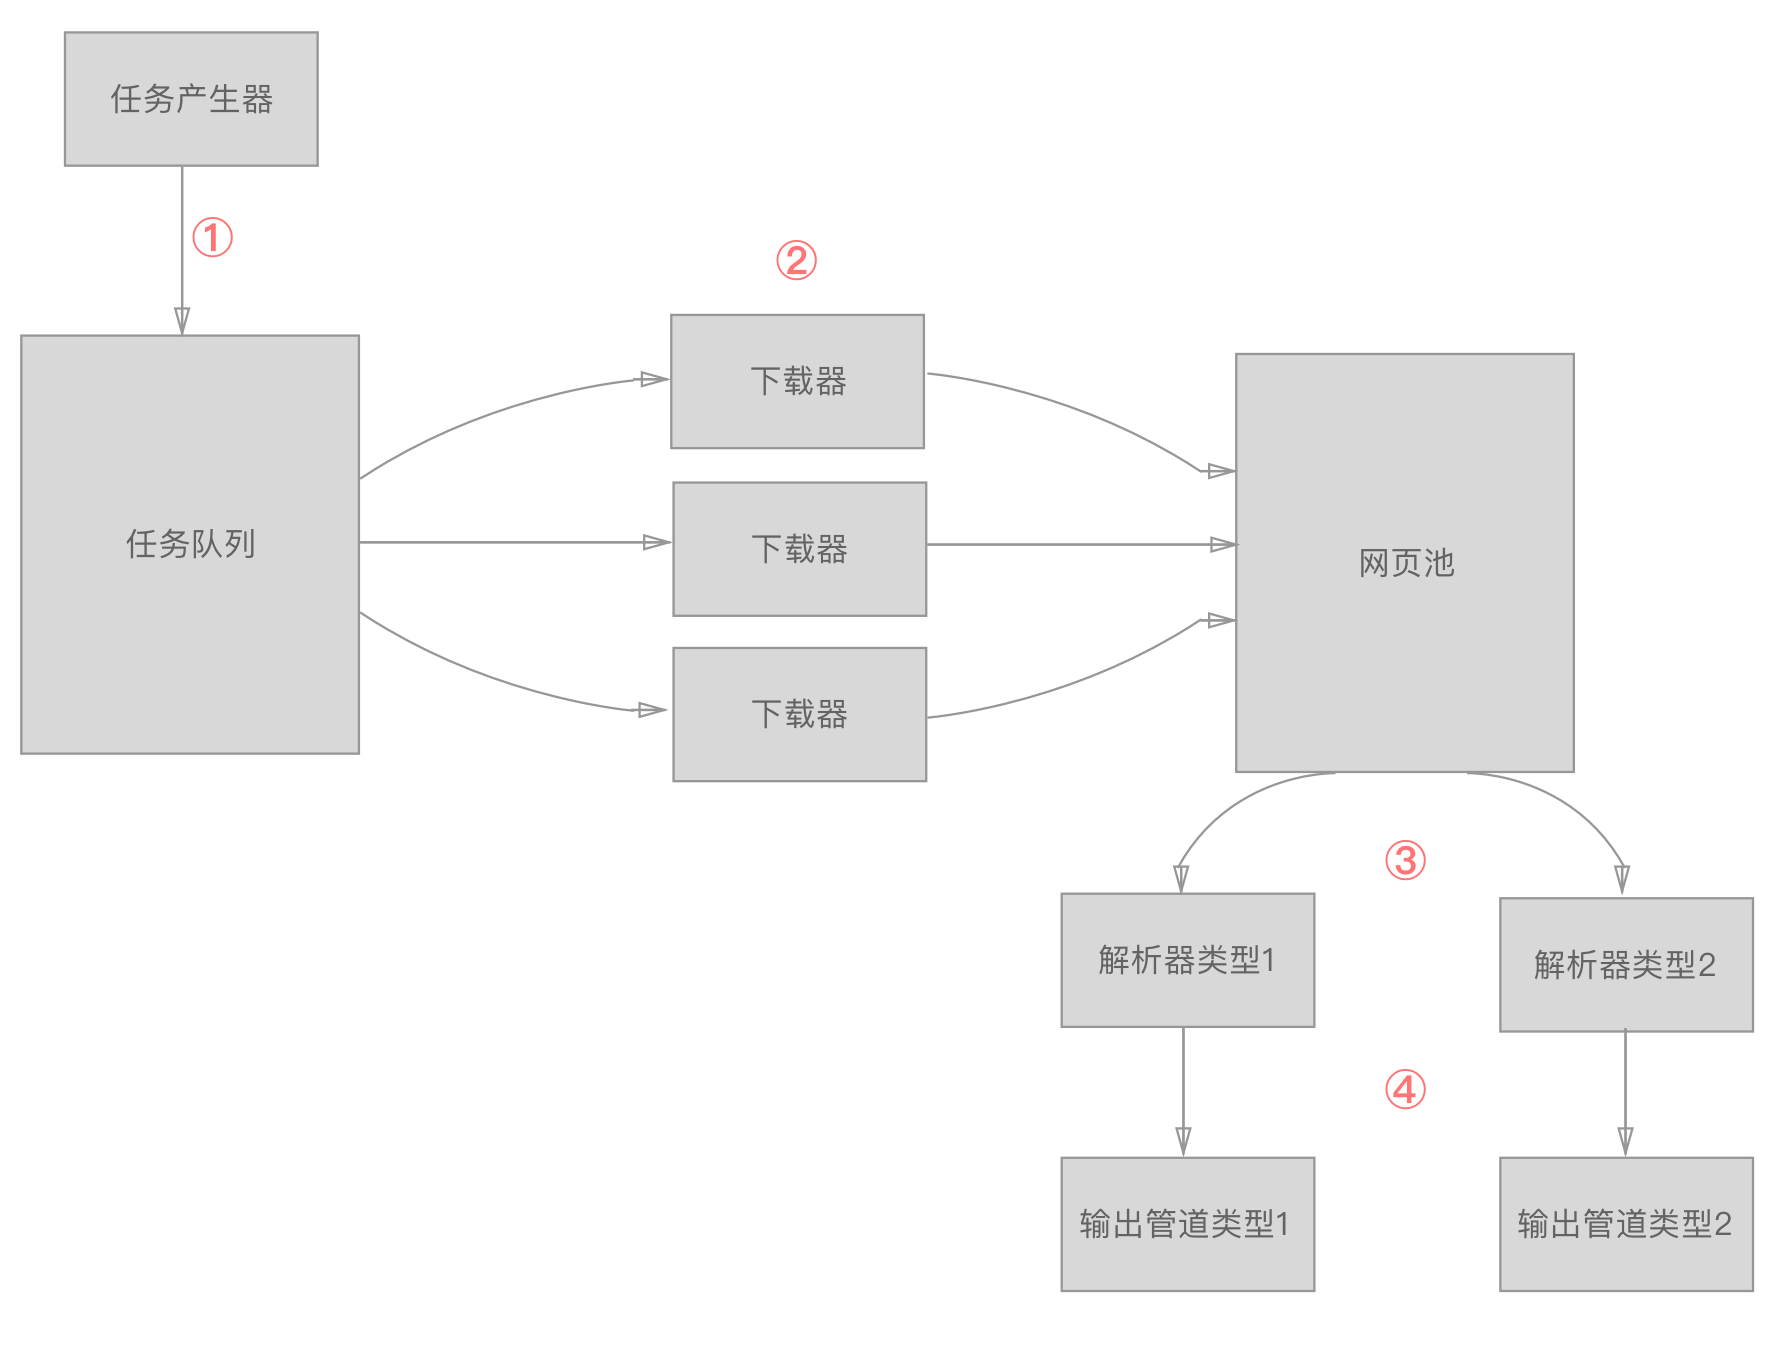 任务产生器
①
②
下载器
任务队列
下载器
网页池
下载器
③
解析器类型1
解析器类型2
④
输出管道类型1
输出管道类型2